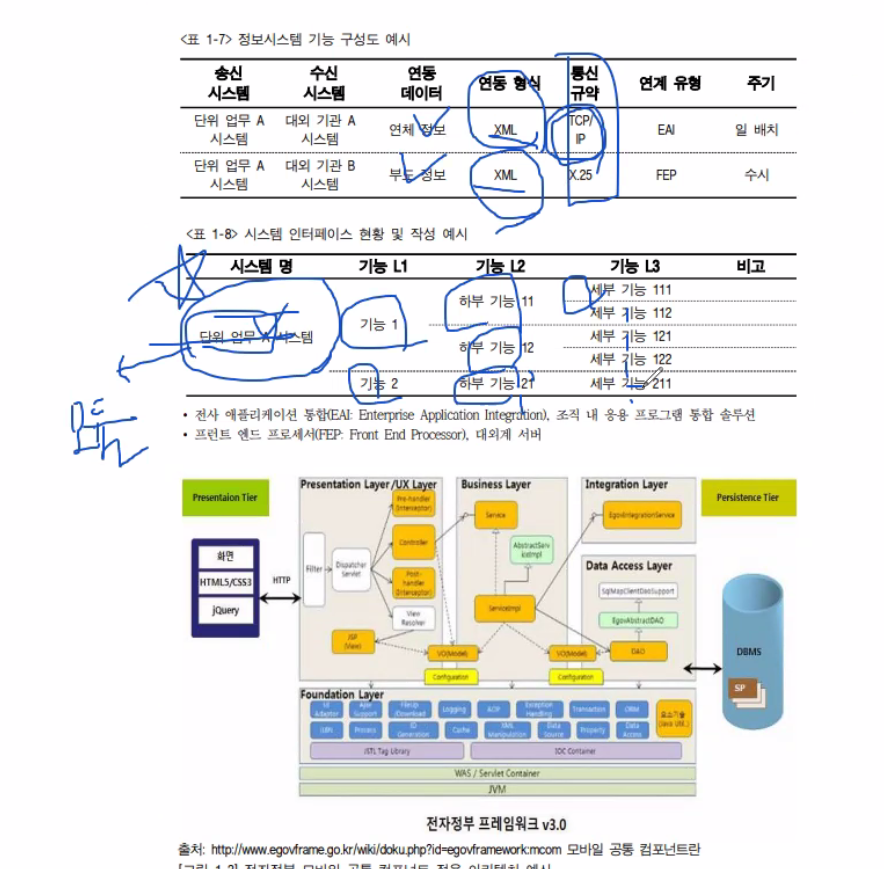 <표 1-7> 정보시스템 기능 구성도 예시
송신 시스템 수신 시스템 연동 데이터 연동 형식 통신 규약 연계 유형 주기
단위 업무 A 시스템 대외 기관 A 시스템 연체 정보 XML TCP/IP EAI 일 배치
단위 업무 A 시스템 대외 기관 B 시스템 부도 정보 XML X.25 FEP 수시
<표 1-8> 시스템 인터페이스 현황 및 작성 예시
시스템 명 기능 L1 기능 L2 기능 L3 비고
단위 업무 A 시스템 기능 1 하부 기능 11 세부 기능 111
세부 기능 112
하부 기능 12 세부 기능 121
세부 기능 122
기능 2 하부 기능 21 세부 기능 211
• 전사 애플리케이션 통합(EAI: Enterprise Application Integration), 조직 내 응용 프로그램 통합 솔루션
• 프런트 엔드 프로세서(FEP: Front End Processor), 대외계 서버
Presentaion Tier
Presentation Layer/UX Layer
Business Layer
Integration Layer
Persistence Tier
Pre-handler (Interceptor)
Service
EgovIntegrationService
Controller
화면
HTML5/CSS3
jQuery
HTTP
Filter
Dispatcher Servlet
Post-handler (Interceptor)
View Resolver
JSP (View)
AbstractServiceImpl
ServiceImpl
Data Access Layer
SqlMapClientDaoSupport
EgovAbstractDAO
DAO
VO(Model)
VO(Model)
Configuration
Configuration
DBMS
SP
Foundation Layer
UI Adaptor Ajax Support FileUp /Download Logging AOP Exception Handling Transaction ORM
I18N Process ID Generation Cache XML Manipulation Data Source Property Data Access
요소기술 (Java Util..)
JSTL Tag Library
IOC Container
WAS / Servlet Container
JVM
전자정부 프레임워크 v3.0
출처: http://www.egovframe.go.kr/wiki/doku.php?id=egovframework:mcom 모바일 공통 컴포넌트란